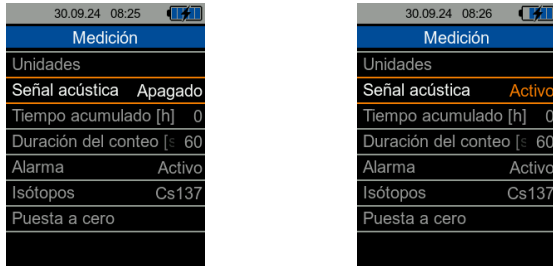 30.09.24 08:25
Medición
Unidades
Señal acústica Apagado
Tiempo acumulado [h] 0
Duración del conteo [s 60
Alarma Activo
Isótopos Cs137
Puesta a cero
30.09.24 08:26
Medición
Unidades
Señal acústica Activo
Tiempo acumulado [h] 0
Duración del conteo [s 60
Alarma Activo
Isótopos Cs137
Puesta a cero